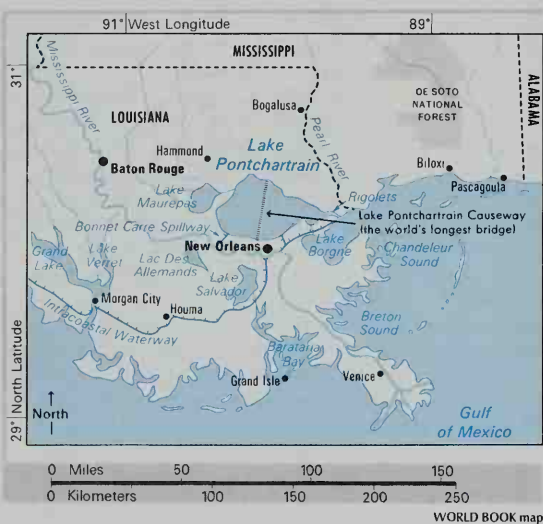 91° West Longitude
89°
31°
MISSISSIPPI
Mississippi River
ALABAMA
DE SOTO
NATIONAL
FOREST
Bogalusa
LOUISIANA
Pearl River
Hammond
Lake
Pontchartrain
Baton Rouge
Biloxi
Pascagoula
Lake
Maurepas
Rigolets
Lake Pontchartrain Causeway
(the world's longest bridge)
Bonnet Carre Spillway
New Orleans
Lake
Borgne
Chandeleur
Sound
Grand
Lake
Lake
Verret
Lac Des
Allemands
Lake
Salvador
Morgan City
Houma
Intracoastal Waterway
Breton
Sound
Barataria
Bay
Grand Isle
Venice
North Latitude
North
29°
Gulf
of Mexico
0 Miles 50 100 150
0 Kilometers 100 150 200 250
WORLD BOOK map